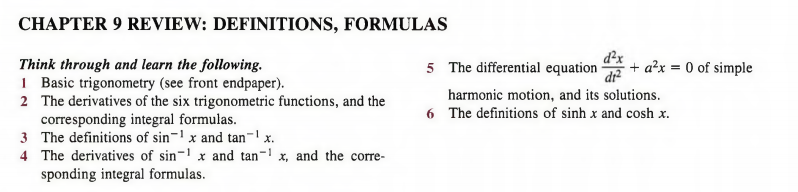 CHAPTER 9 REVIEW: DEFINITIONS, FORMULAS
Think through and learn the following.
1 Basic trigonometry (see front endpaper).
2 The derivatives of the six trigonometric functions, and the
corresponding integral formulas.
3 The definitions of sin⁻¹ x and tan⁻¹ x.
4 The derivatives of sin⁻¹ x and tan⁻¹ x, and the corre-
sponding integral formulas.
5 The differential equation d²x/dt² + a²x = 0 of simple
harmonic motion, and its solutions.
6 The definitions of sinh x and cosh x.